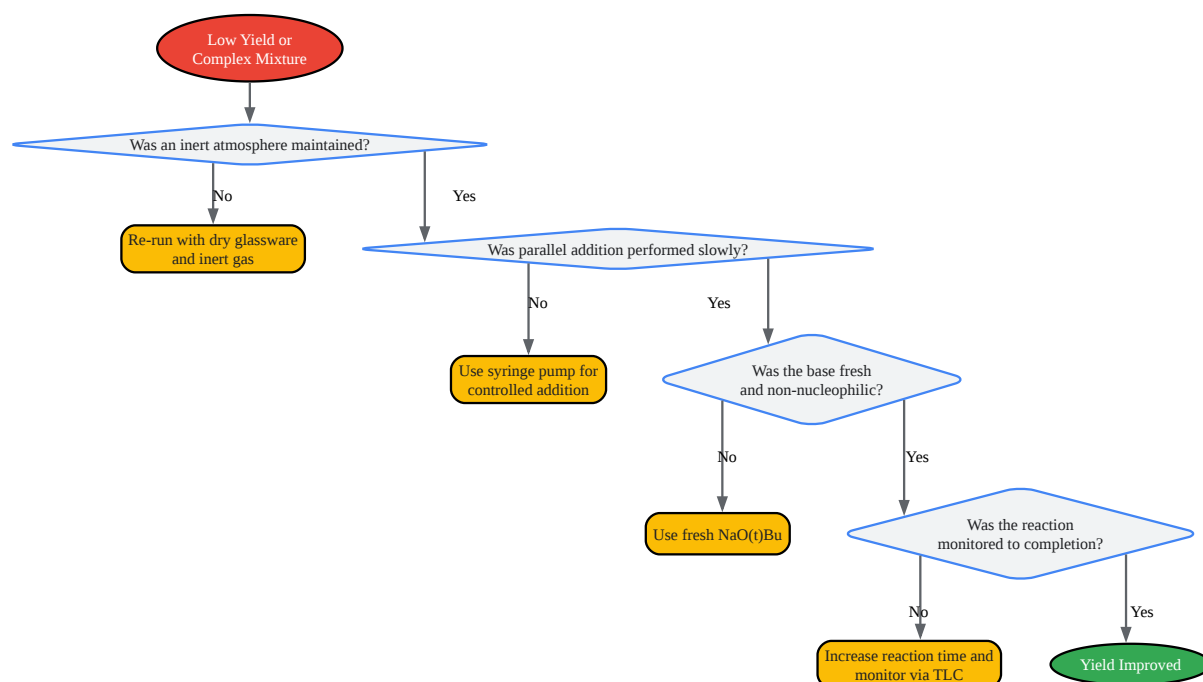 Low Yield or
Complex Mixture
Was an inert atmosphere maintained?
No
Yes
Re-run with dry glassware
and inert gas
Was parallel addition performed slowly?
No
Yes
Use syringe pump for
controlled addition
Was the base fresh
and non-nucleophilic?
No
Yes
Use fresh NaO(t)Bu
Was the reaction
monitored to completion?
No
Yes
Increase reaction time and
monitor via TLC
Yield Improved